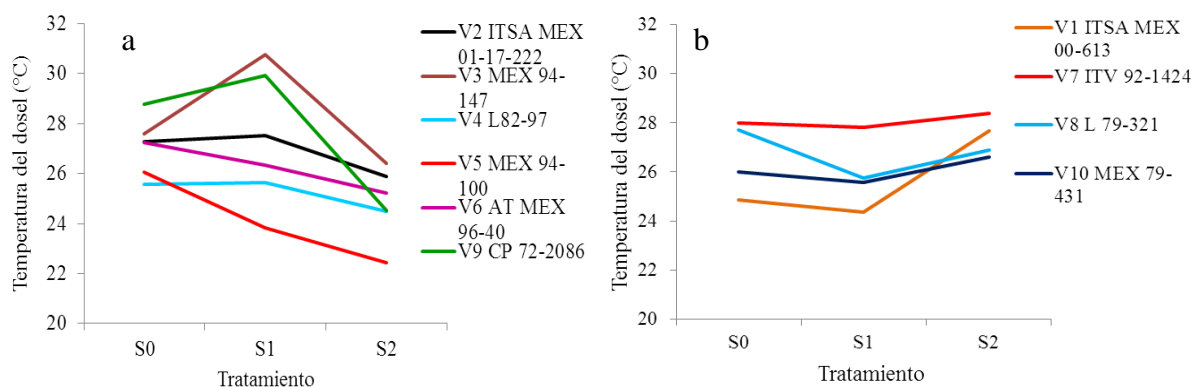 a
Temperatura del dosel (°C)
32
30
28
26
24
22
20
S0
S1
S2
Tratamiento
V2 ITSA MEX
01-17-222
V3 MEX 94-
147
V4 L82-97
V5 MEX 94-
100
V6 AT MEX
96-40
V9 CP 72-2086
b
Temperatura del dosel (°C)
32
30
28
26
24
22
20
S0
S1
S2
Tratamiento
V1 ITSA MEX
00-613
V7 ITV 92-1424
V8 L 79-321
V10 MEX 79-
431